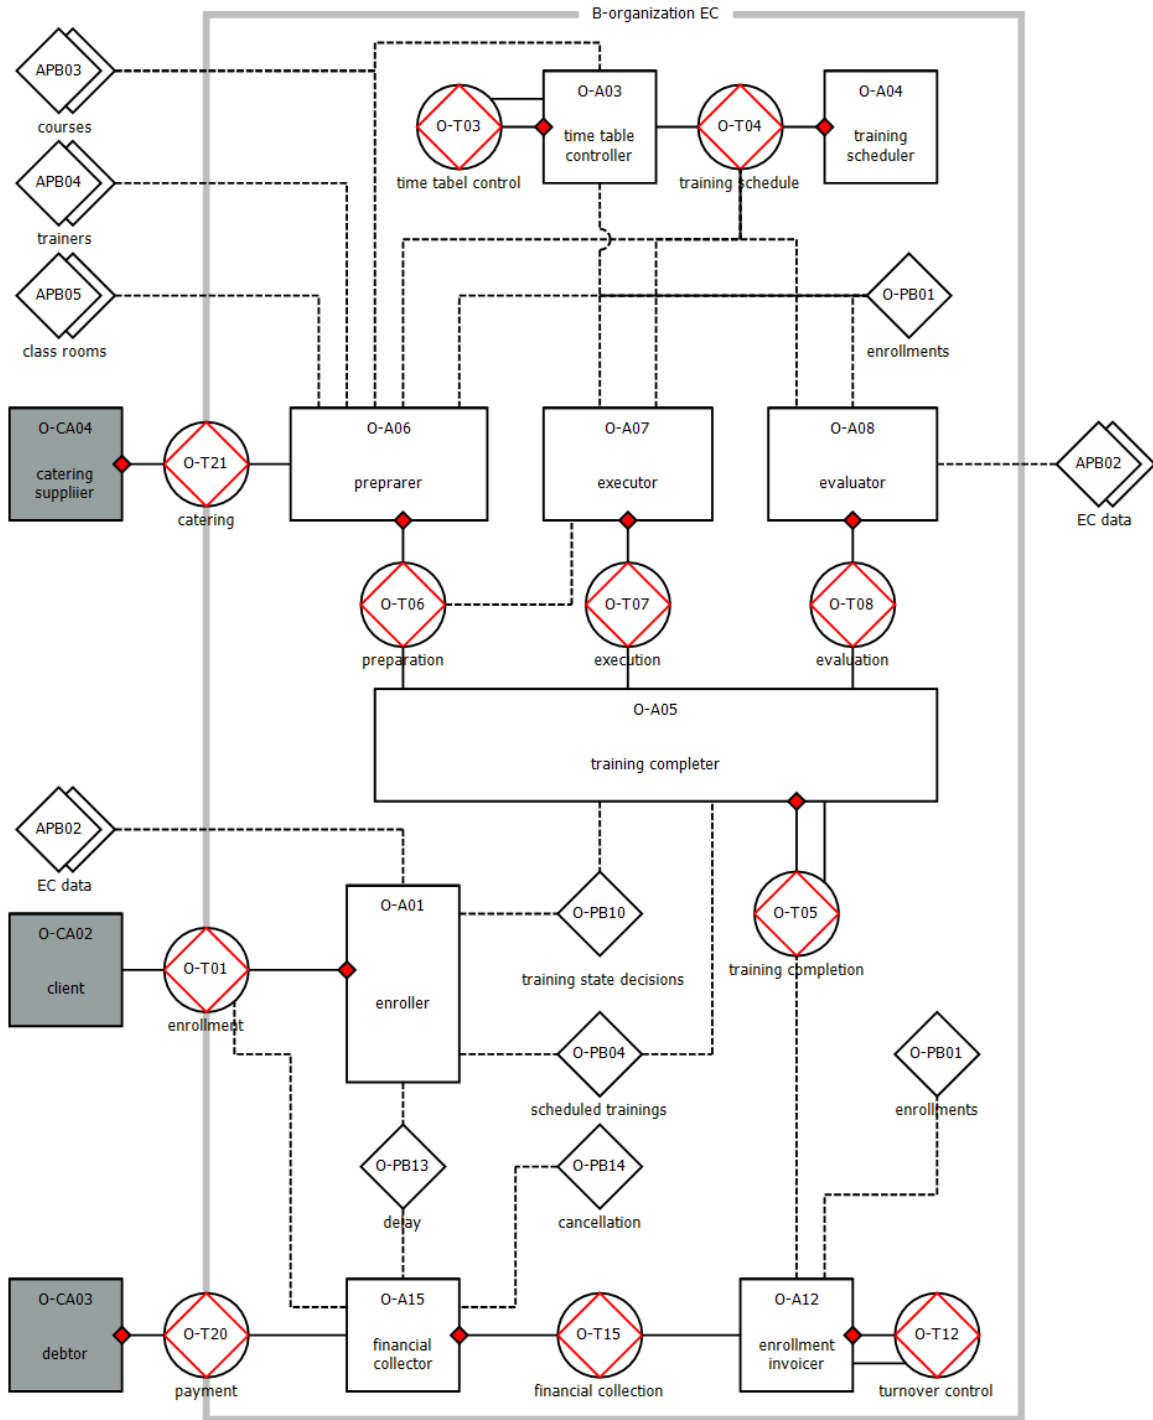 B-organization EC
APB03
courses
O-T03
time tabel control
O-A03
time table
controller
O-T04
training schedule
O-A04
training
scheduler
APB04
trainers
APB05
class rooms
O-PB01
enrollments
O-CA04
catering
suppliier
O-T21
catering
O-A06
preprarer
O-A07
executor
O-A08
evaluator
APB02
EC data
O-T06
preparation
O-T07
execution
O-T08
evaluation
O-A05
training completer
APB02
EC data
O-CA02
client
O-T01
enrollment
O-A01
enroller
O-PB10
training state decisions
O-T05
training completion
O-PB04
scheduled trainings
O-PB01
enrollments
O-PB13
delay
O-PB14
cancellation
O-CA03
debtor
O-T20
payment
O-A15
financial
collector
O-T15
financial collection
O-A12
enrollment
invoicer
O-T12
turnover control